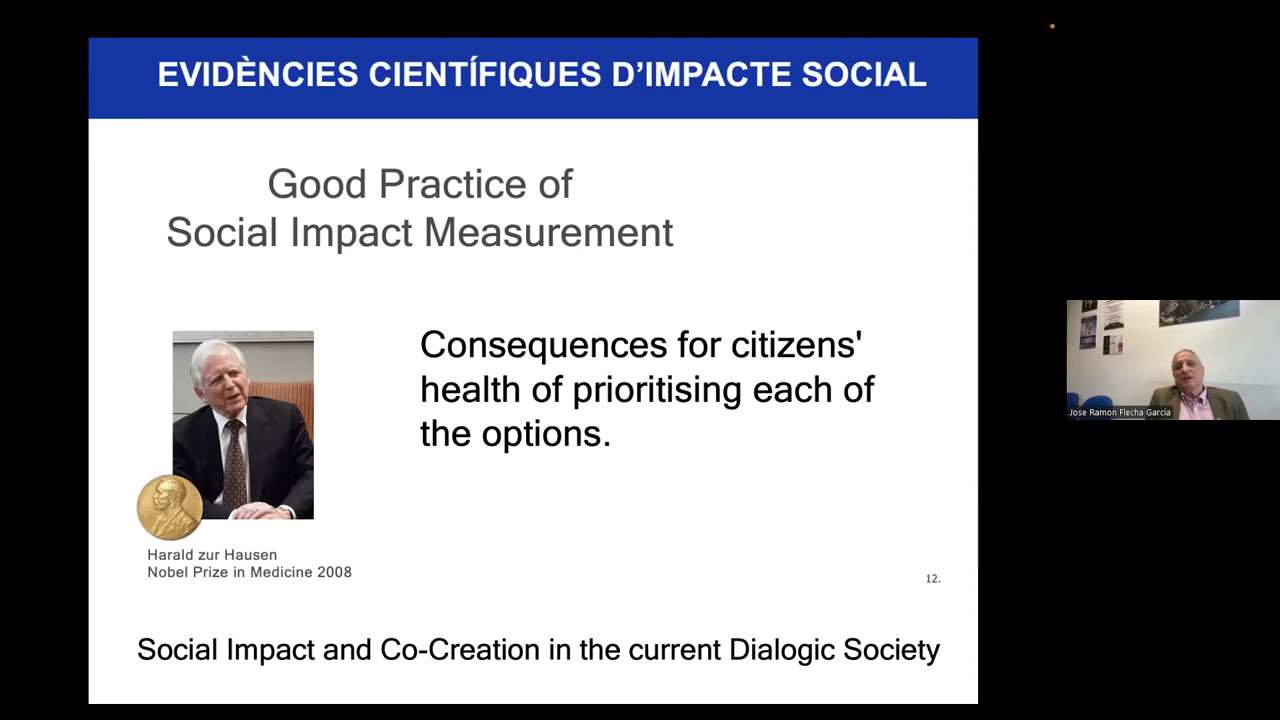 EVIDÈNCIES CIENTÍFIQUES D'IMPACTE SOCIAL
Good Practice of
Social Impact Measurement
Consequences for citizens'
health of prioritising each of
the options.
Harald zur Hausen
Nobel Prize in Medicine 2008
12.
Social Impact and Co-Creation in the current Dialogic Society
Jose Ramon Flecha Garcia